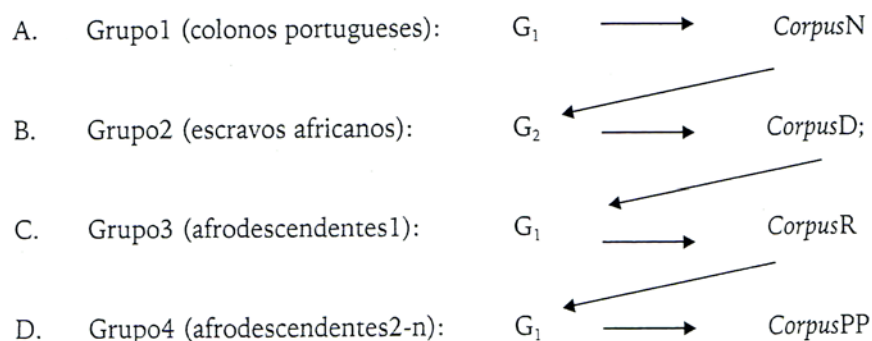 A. Grupo1 (colonos portugueses): G₁ CorpusN
B. Grupo2 (escravos africanos): G₂ CorpusD;
C. Grupo3 (afrodescendentes1): G₁ CorpusR
D. Grupo4 (afrodescendentes2-n): G₁ CorpusPP